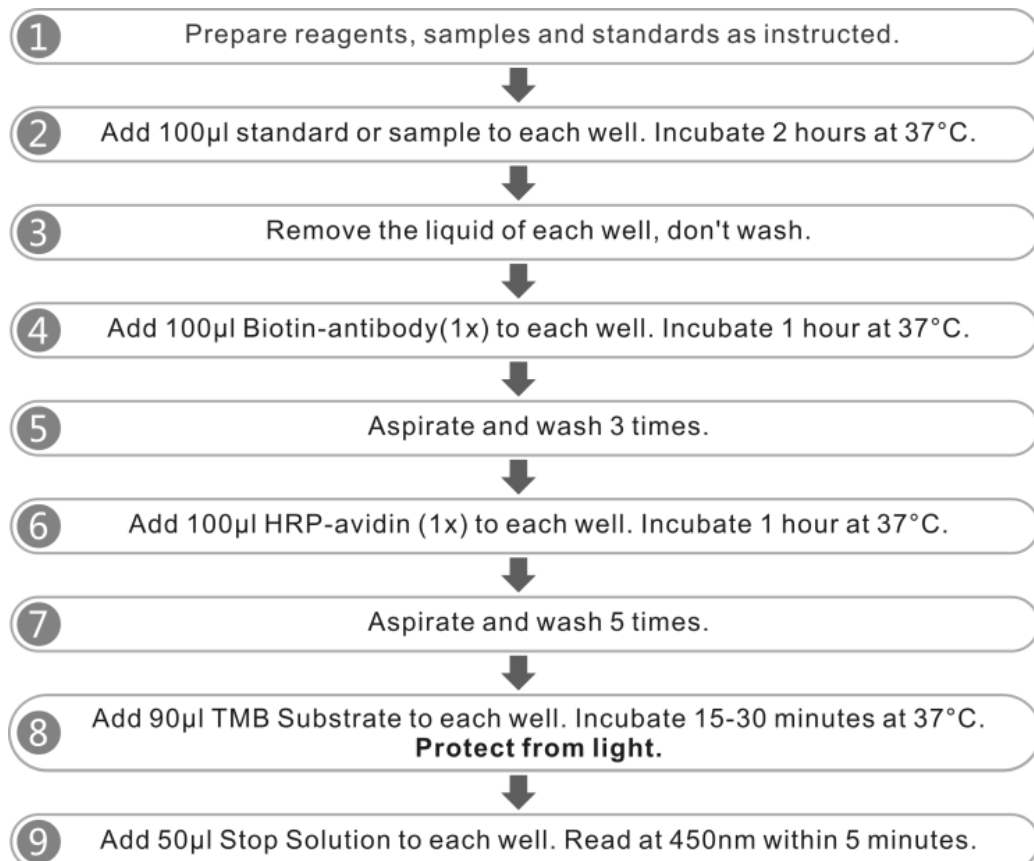 1 Prepare reagents, samples and standards as instructed.
2 Add 100µl standard or sample to each well. Incubate 2 hours at 37°C.
3 Remove the liquid of each well, don't wash.
4 Add 100µl Biotin-antibody(1x) to each well. Incubate 1 hour at 37°C.
5 Aspirate and wash 3 times.
6 Add 100µl HRP-avidin (1x) to each well. Incubate 1 hour at 37°C.
7 Aspirate and wash 5 times.
8 Add 90µl TMB Substrate to each well. Incubate 15-30 minutes at 37°C.
Protect from light.
9 Add 50µl Stop Solution to each well. Read at 450nm within 5 minutes.